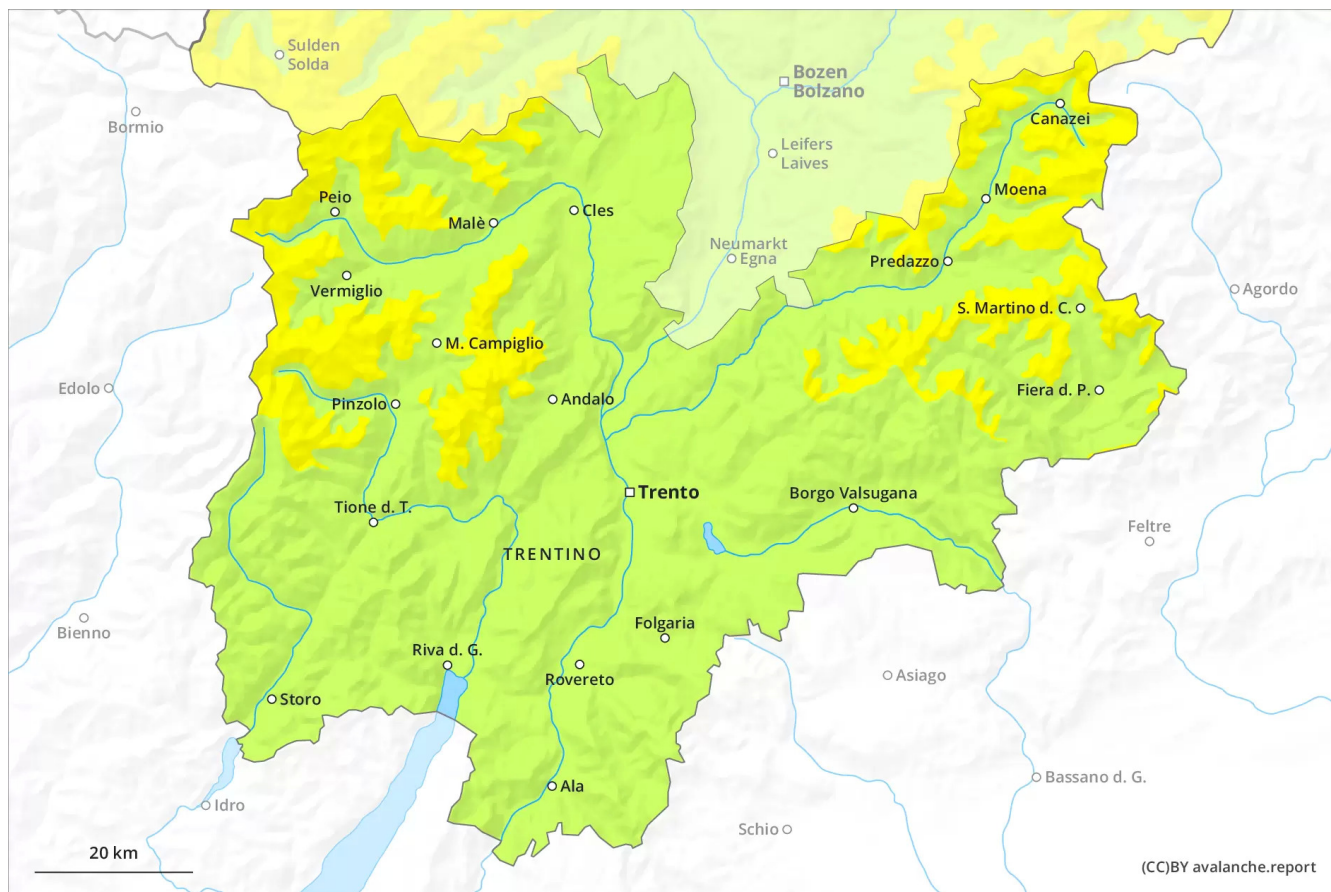 Sulden
Solda
Bozen
Bolzano
Bormio
Canazei
Leifers
Laives
Peio
Moena
Malè
Cles
Neumarkt
Egna
Predazzo
Vermiglio
Agordo
S. Martino d. C.
M. Campiglio
Edolo
Pinzolo
Andalo
Fiera d. P.
Trento
Borgo Valsugana
Tione d. T.
Feltre
TRENTINO
Bienno
Folgaria
Riva d. G.
Rovereto
Asiago
Storo
Bassano d. G.
Ala
Idro
Schio
20 km
(CC)BY avalanche.report